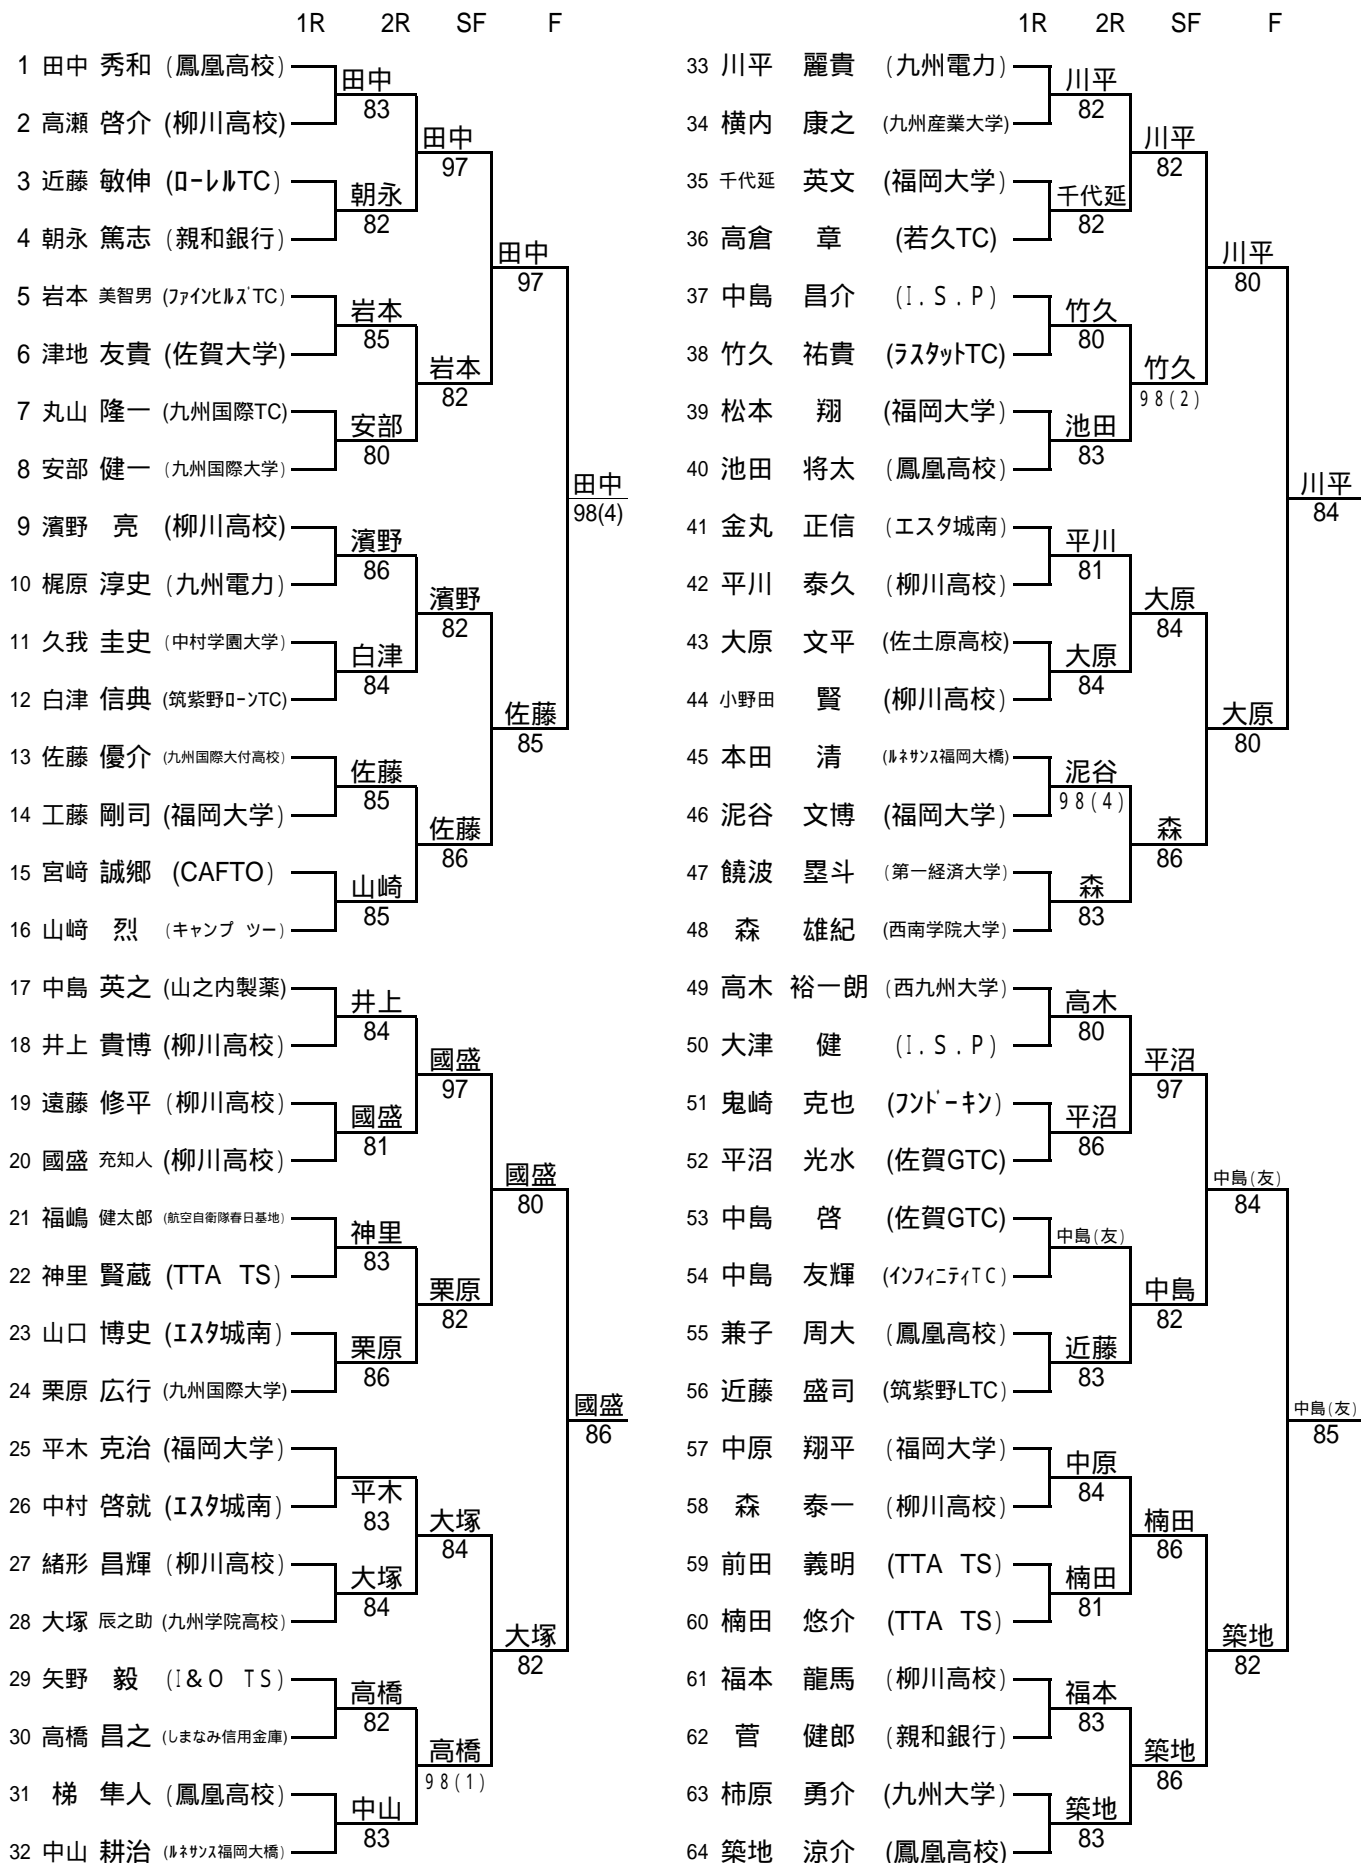 1R 2R SF F
1 田中 秀和 (鳳凰高校)
田中
83
2 高瀬 啓介 (柳川高校)
田中
97
3 近藤 敏伸 (ローレルTC)
朝永
82
4 朝永 篤志 (親和銀行)
田中
97
5 岩本 美智男 (ファインヒルズTC)
岩本
85
6 津地 友貴 (佐賀大学)
岩本
82
7 丸山 隆一 (九州国際TC)
安部
80
8 安部 健一 (九州国際大学)
田中
98(4)
9 濱野 亮 (柳川高校)
濱野
86
10 梶原 淳史 (九州電力)
濱野
82
11 久我 圭史 (中村学園大学)
白津
84
12 白津 信典 (筑紫野ローンTC)
佐藤
85
13 佐藤 優介 (九州国際大付高校)
佐藤
85
14 工藤 剛司 (福岡大学)
佐藤
86
15 宮﨑 誠郷 (CAFTO)
山崎
85
16 山﨑 烈 (キャンプ ツー)
17 中島 英之 (山之内製薬)
井上
84
18 井上 貴博 (柳川高校)
國盛
97
19 遠藤 修平 (柳川高校)
國盛
81
20 國盛 充知人 (柳川高校)
國盛
80
21 福嶋 健太郎 (航空自衛隊春日基地)
神里
83
22 神里 賢蔵 (TTA TS)
栗原
82
23 山口 博史 (エスタ城南)
栗原
86
24 栗原 広行 (九州国際大学)
國盛
86
25 平木 克治 (福岡大学)
平木
83
26 中村 啓就 (エスタ城南)
大塚
84
27 緒形 昌輝 (柳川高校)
大塚
84
28 大塚 辰之助 (九州学院高校)
大塚
82
29 矢野 毅 (I&O TS)
高橋
82
30 高橋 昌之 (しまなみ信用金庫)
高橋
98(1)
31 梯 隼人 (鳳凰高校)
中山
83
32 中山 耕治 (ルネサンス福岡大橋)
1R 2R SF F
33 川平 麗貴 (九州電力)
川平
82
34 横内 康之 (九州産業大学)
川平
82
35 千代延 英文 (福岡大学)
千代延
82
36 高倉 章 (若久TC)
川平
80
37 中島 昌介 (I.S.P)
竹久
80
38 竹久 祐貴 (ラスタットTC)
竹久
98(2)
39 松本 翔 (福岡大学)
池田
83
40 池田 将太 (鳳凰高校)
川平
84
41 金丸 正信 (エスタ城南)
平川
81
42 平川 泰久 (柳川高校)
大原
84
43 大原 文平 (佐土原高校)
大原
84
44 小野田 賢 (柳川高校)
大原
80
45 本田 清 (ルネサンス福岡大橋)
泥谷
98(4)
46 泥谷 文博 (福岡大学)
森
86
47 饒波 塁斗 (第一経済大学)
森
83
48 森 雄紀 (西南学院大学)
49 高木 裕一朗 (西九州大学)
高木
80
50 大津 健 (I.S.P)
平沼
97
51 鬼崎 克也 (フンドーキン)
平沼
86
52 平沼 光水 (佐賀GTC)
中島(友)
84
53 中島 啓 (佐賀GTC)
中島(友)
54 中島 友輝 (インフィニティTC)
中島
82
55 兼子 周大 (鳳凰高校)
近藤
83
56 近藤 盛司 (筑紫野LTC)
中島(友)
85
57 中原 翔平 (福岡大学)
中原
84
58 森 泰一 (柳川高校)
楠田
86
59 前田 義明 (TTA TS)
楠田
81
60 楠田 悠介 (TTA TS)
築地
82
61 福本 龍馬 (柳川高校)
福本
83
62 菅 健郎 (親和銀行)
築地
86
63 柿原 勇介 (九州大学)
築地
83
64 築地 涼介 (鳳凰高校)